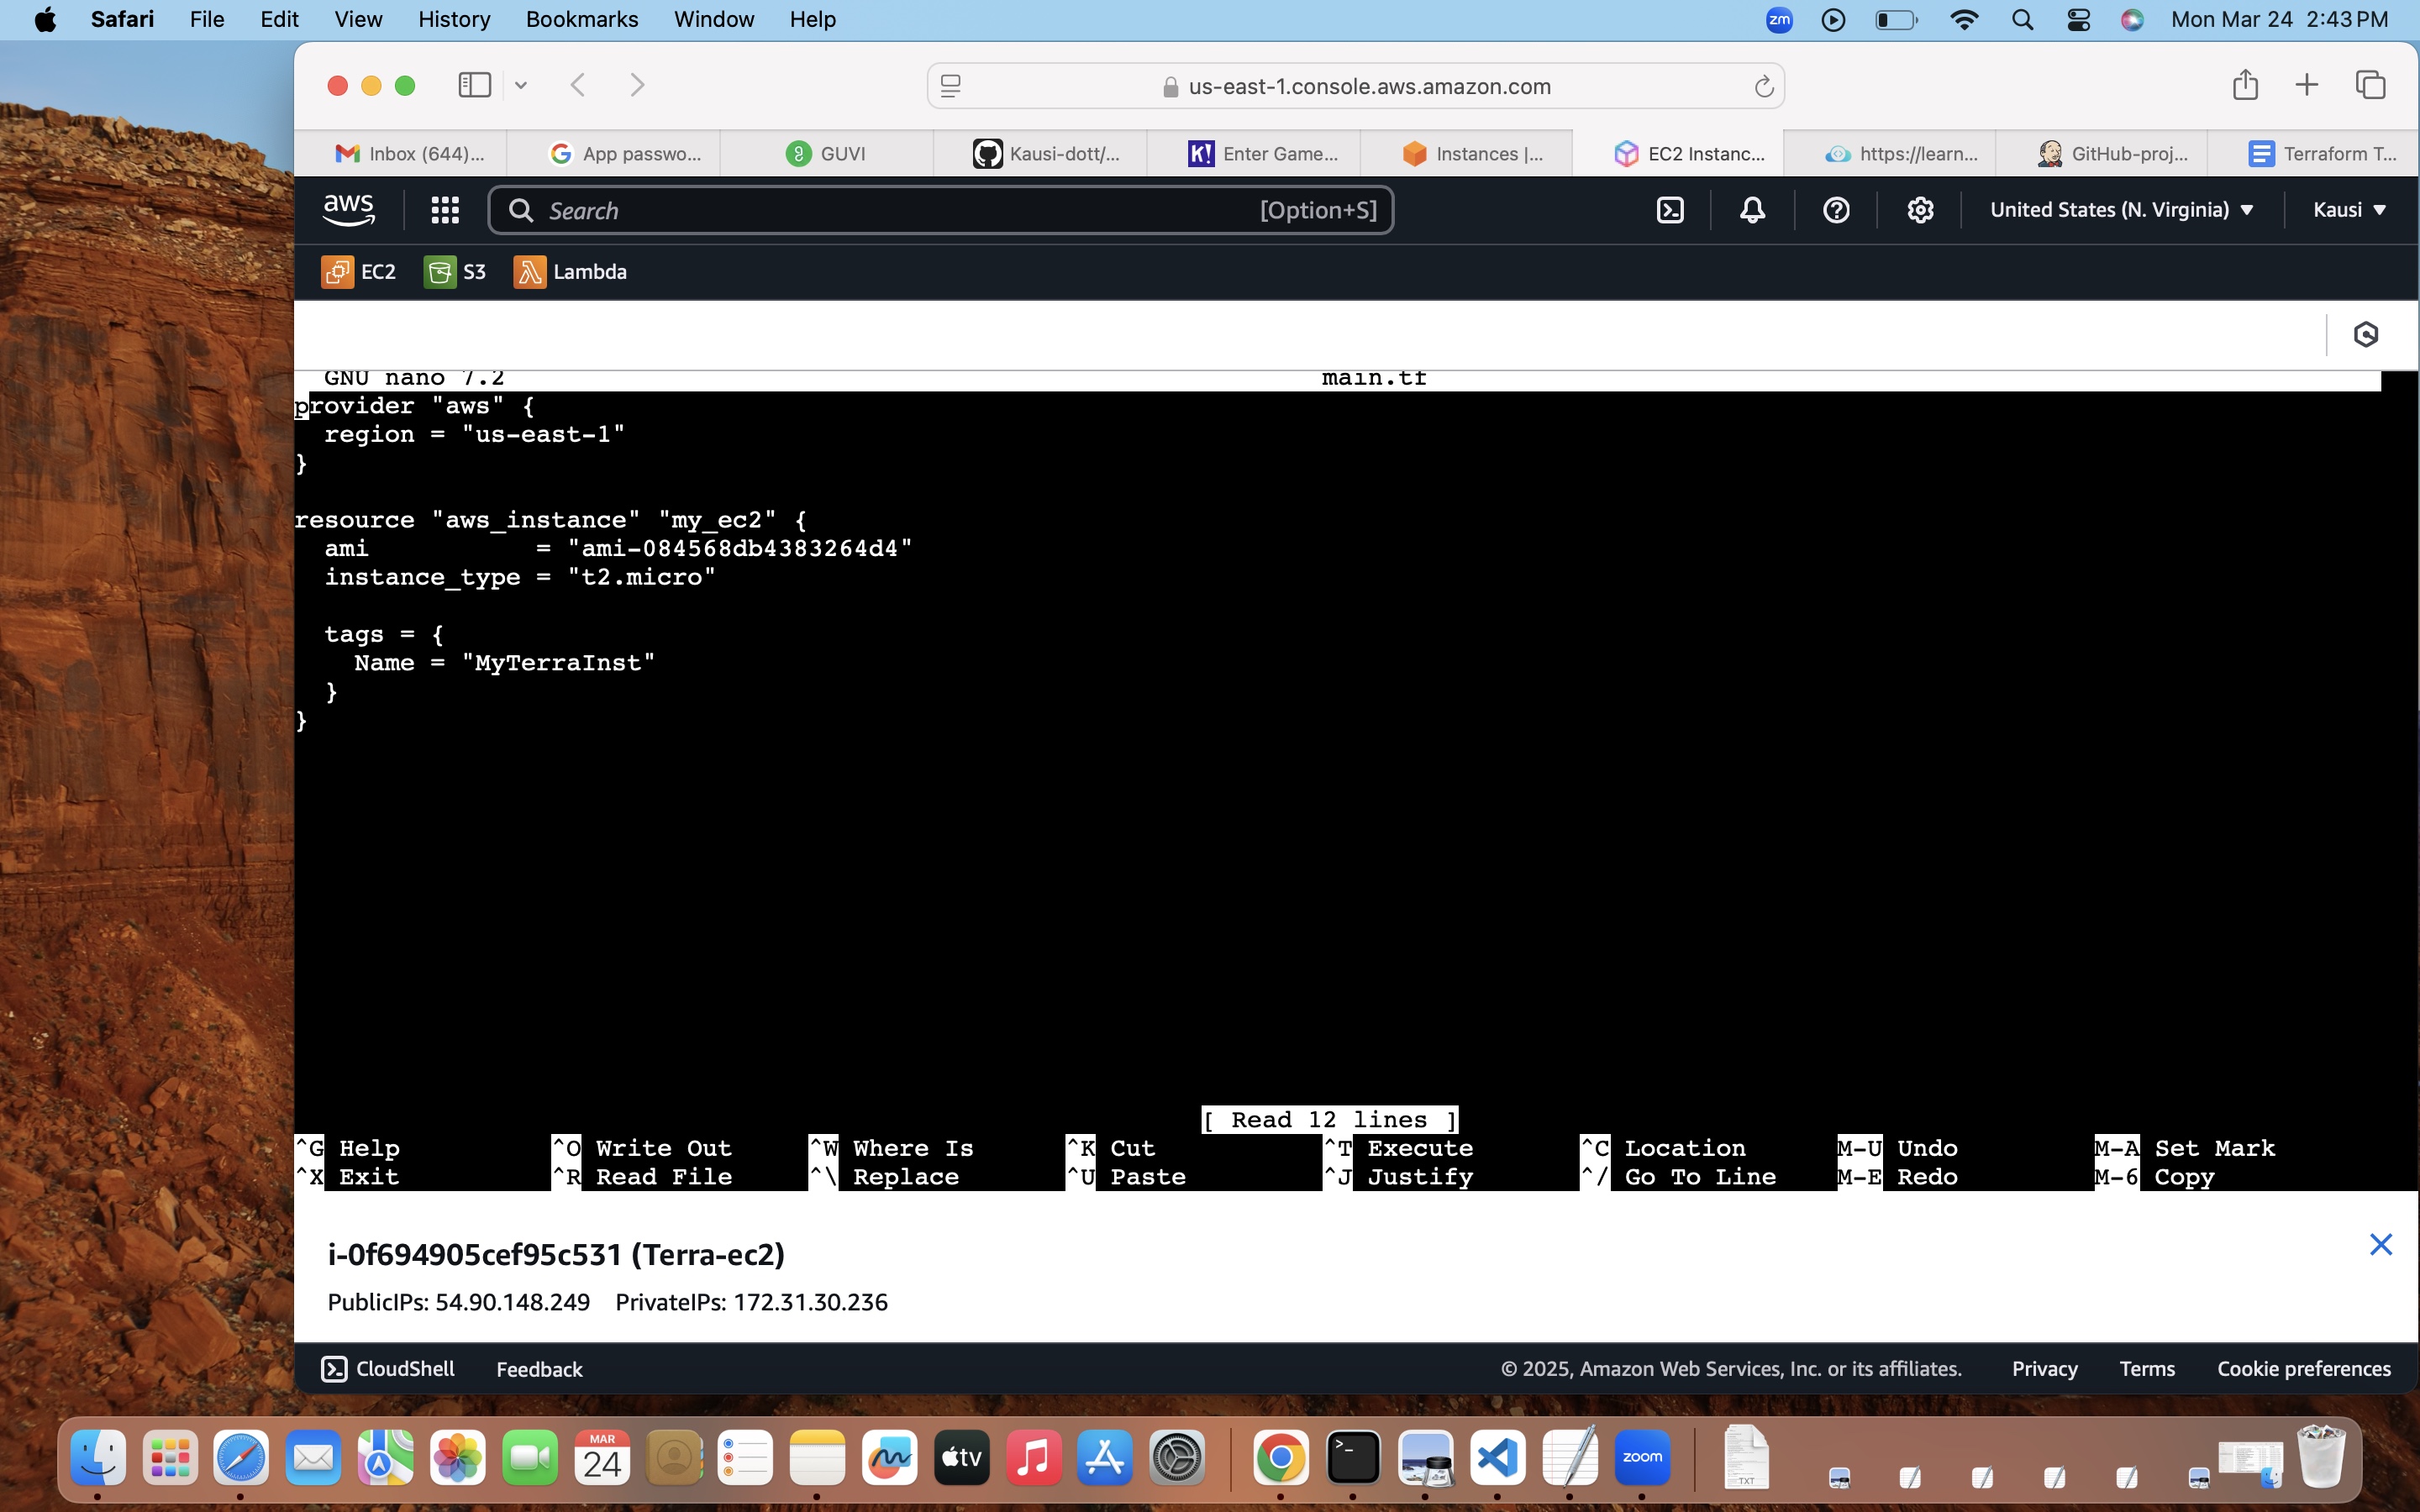 Safari File Edit View History Bookmarks Window Help zm Mon Mar 24 2:43 PM
us-east-1.console.aws.amazon.com
Inbox (644)... App passwo... GUVI Kausi-dott/... K! Enter Game... Instances |... EC2 Instanc... https://learn... GitHub-proj... Terraform T...
aws Search [Option+S] United States (N. Virginia) Kausi
EC2 S3 Lambda
GNU nano 7.2 main.tf
provider "aws" {
  region = "us-east-1"
}
resource "aws_instance" "my_ec2" {
  ami           = "ami-084568db4383264d4"
  instance_type = "t2.micro"
  tags = {
    Name = "MyTerraInst"
  }
}
[ Read 12 lines ]
^G Help ^O Write Out ^W Where Is ^K Cut ^T Execute ^C Location M-U Undo M-A Set Mark
^X Exit ^R Read File ^\ Replace ^U Paste ^J Justify ^/ Go To Line M-E Redo M-6 Copy
i-0f694905cef95c531 (Terra-ec2)
PublicIPs: 54.90.148.249 PrivateIPs: 172.31.30.236
CloudShell Feedback © 2025, Amazon Web Services, Inc. or its affiliates. Privacy Terms Cookie preferences
MAR
24 tv >_ zoom TXT